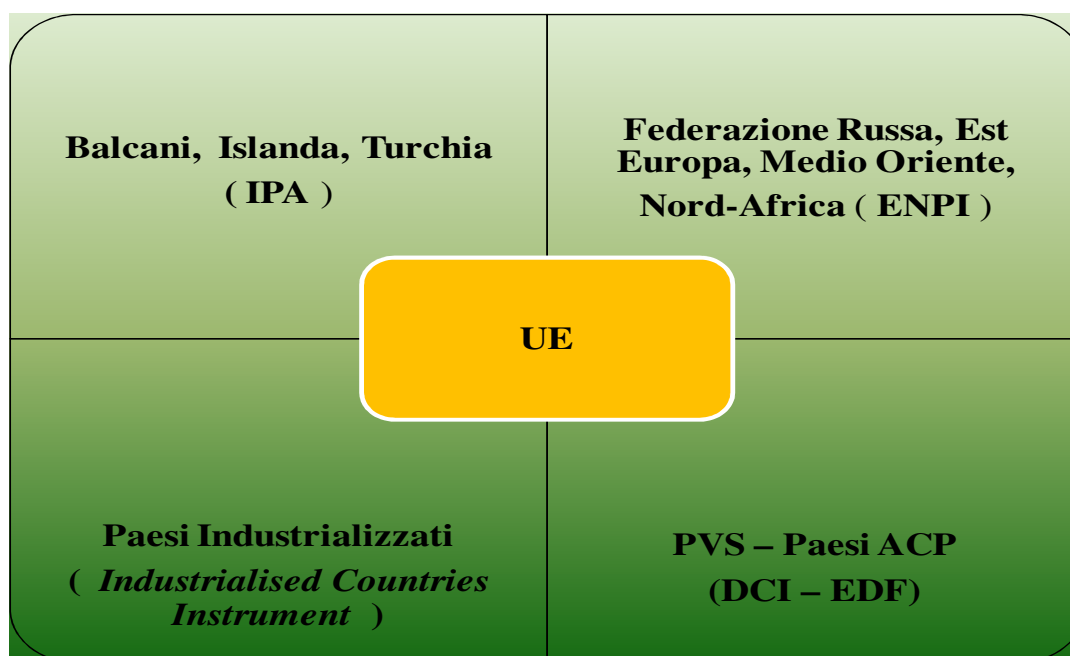 Balcani, Islanda, Turchia
( IPA )
Federazione Russa, Est
Europa, Medio Oriente,
Nord-Africa ( ENPI )
UE
Paesi Industrializzati
( Industrialised Countries
Instrument )
PVS – Paesi ACP
(DCI – EDF)